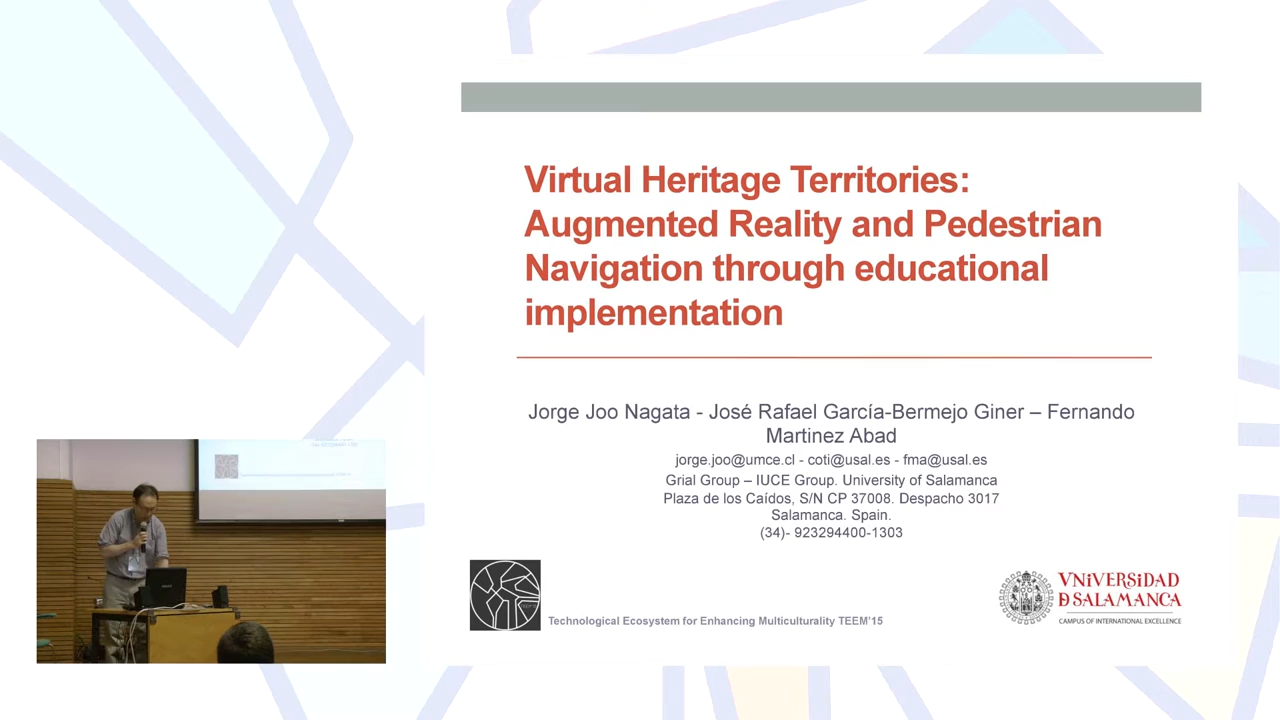 Virtual Heritage Territories:
Augmented Reality and Pedestrian
Navigation through educational
implementation
Jorge Joo Nagata - José Rafael García-Bermejo Giner – Fernando
Martinez Abad
jorge.joo@umce.cl - coti@usal.es - fma@usal.es
Grial Group – IUCE Group. University of Salamanca
Plaza de los Caídos, S/N CP 37008. Despacho 3017
Salamanca. Spain.
(34)- 923294400-1303
Technological Ecosystem for Enhancing Multiculturality TEEM'15
VNiVERSiDAD
D SALAMANCA
CAMPUS OF INTERNATIONAL EXCELLENCE